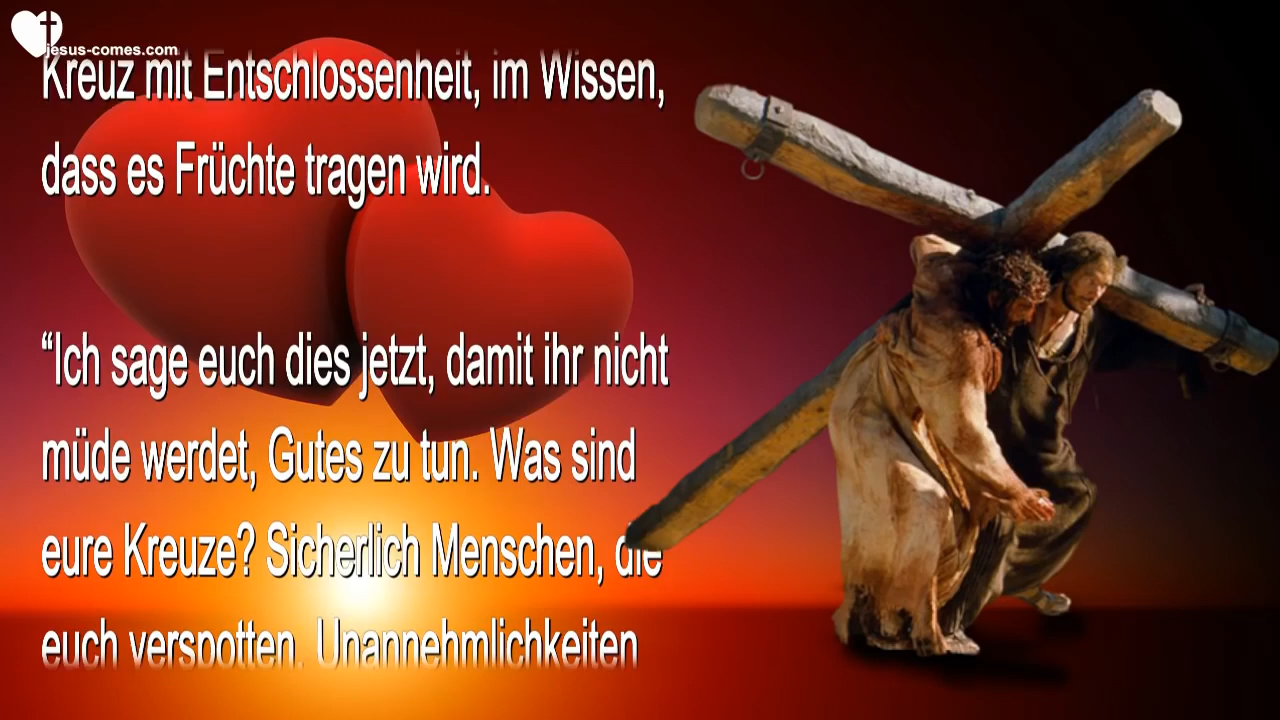 jesus-comes.com
Kreuz mit Entschlossenheit, im Wissen,
dass es Früchte tragen wird.
“Ich sage euch dies jetzt, damit ihr nicht
müde werdet, Gutes zu tun. Was sind
eure Kreuze? Sicherlich Menschen, die
euch verspotten, Unannehmlichkeiten